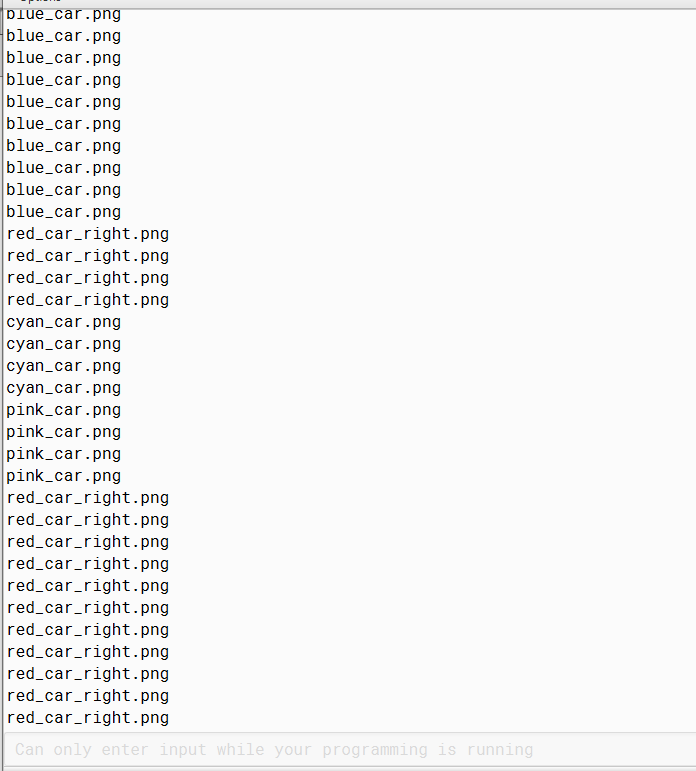 blue_car.png
blue_car.png
blue_car.png
blue_car.png
blue_car.png
blue_car.png
blue_car.png
blue_car.png
blue_car.png
blue_car.png
red_car_right.png
red_car_right.png
red_car_right.png
red_car_right.png
cyan_car.png
cyan_car.png
cyan_car.png
cyan_car.png
pink_car.png
pink_car.png
pink_car.png
pink_car.png
red_car_right.png
red_car_right.png
red_car_right.png
red_car_right.png
red_car_right.png
red_car_right.png
red_car_right.png
red_car_right.png
red_car_right.png
red_car_right.png
red_car_right.png
Can only enter input while your programming is running